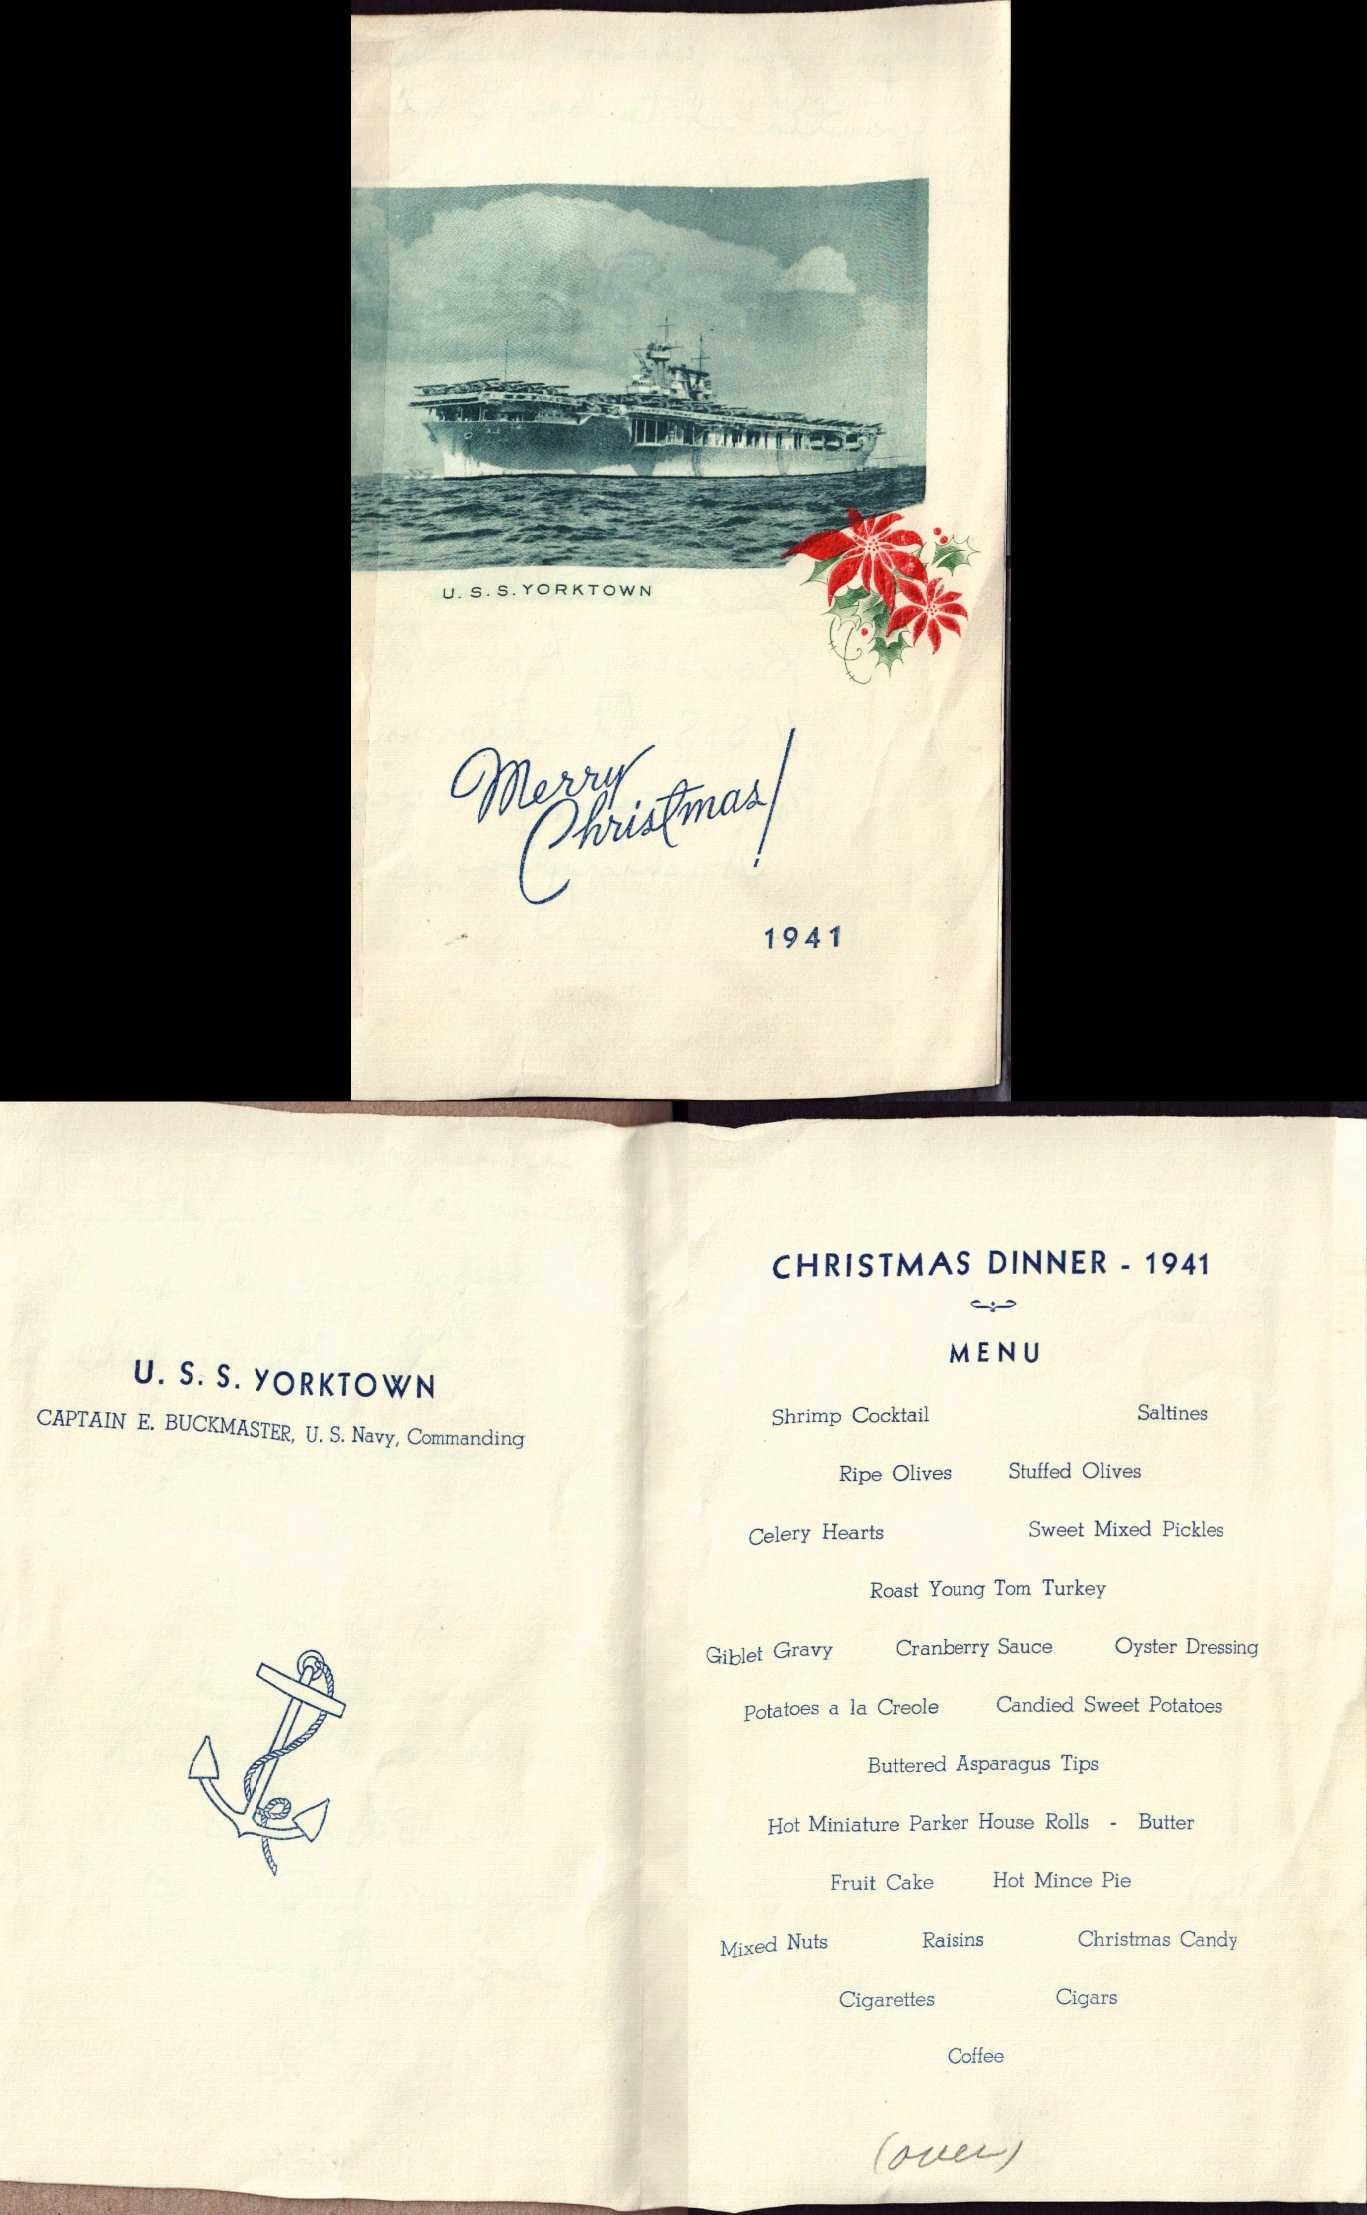 U. S. S. YORKTOWN
Merry
Christmas!
1941
U. S. S. YORKTOWN
CAPTAIN E. BUCKMASTER, U. S. Navy, Commanding
CHRISTMAS DINNER - 1941
MENU
Shrimp Cocktail Saltines
Ripe Olives Stuffed Olives
Celery Hearts Sweet Mixed Pickles
Roast Young Tom Turkey
Giblet Gravy Cranberry Sauce Oyster Dressing
Potatoes a la Creole Candied Sweet Potatoes
Buttered Asparagus Tips
Hot Miniature Parker House Rolls - Butter
Fruit Cake Hot Mince Pie
Mixed Nuts Raisins Christmas Candy
Cigarettes Cigars
Coffee
(over)